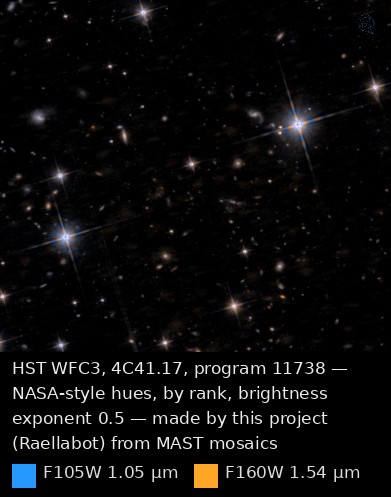 HST WFC3, 4C41.17, program 11738 —
NASA-style hues, by rank, brightness
exponent 0.5 — made by this project
(Raellabot) from MAST mosaics
F105W 1.05 µm F160W 1.54 µm